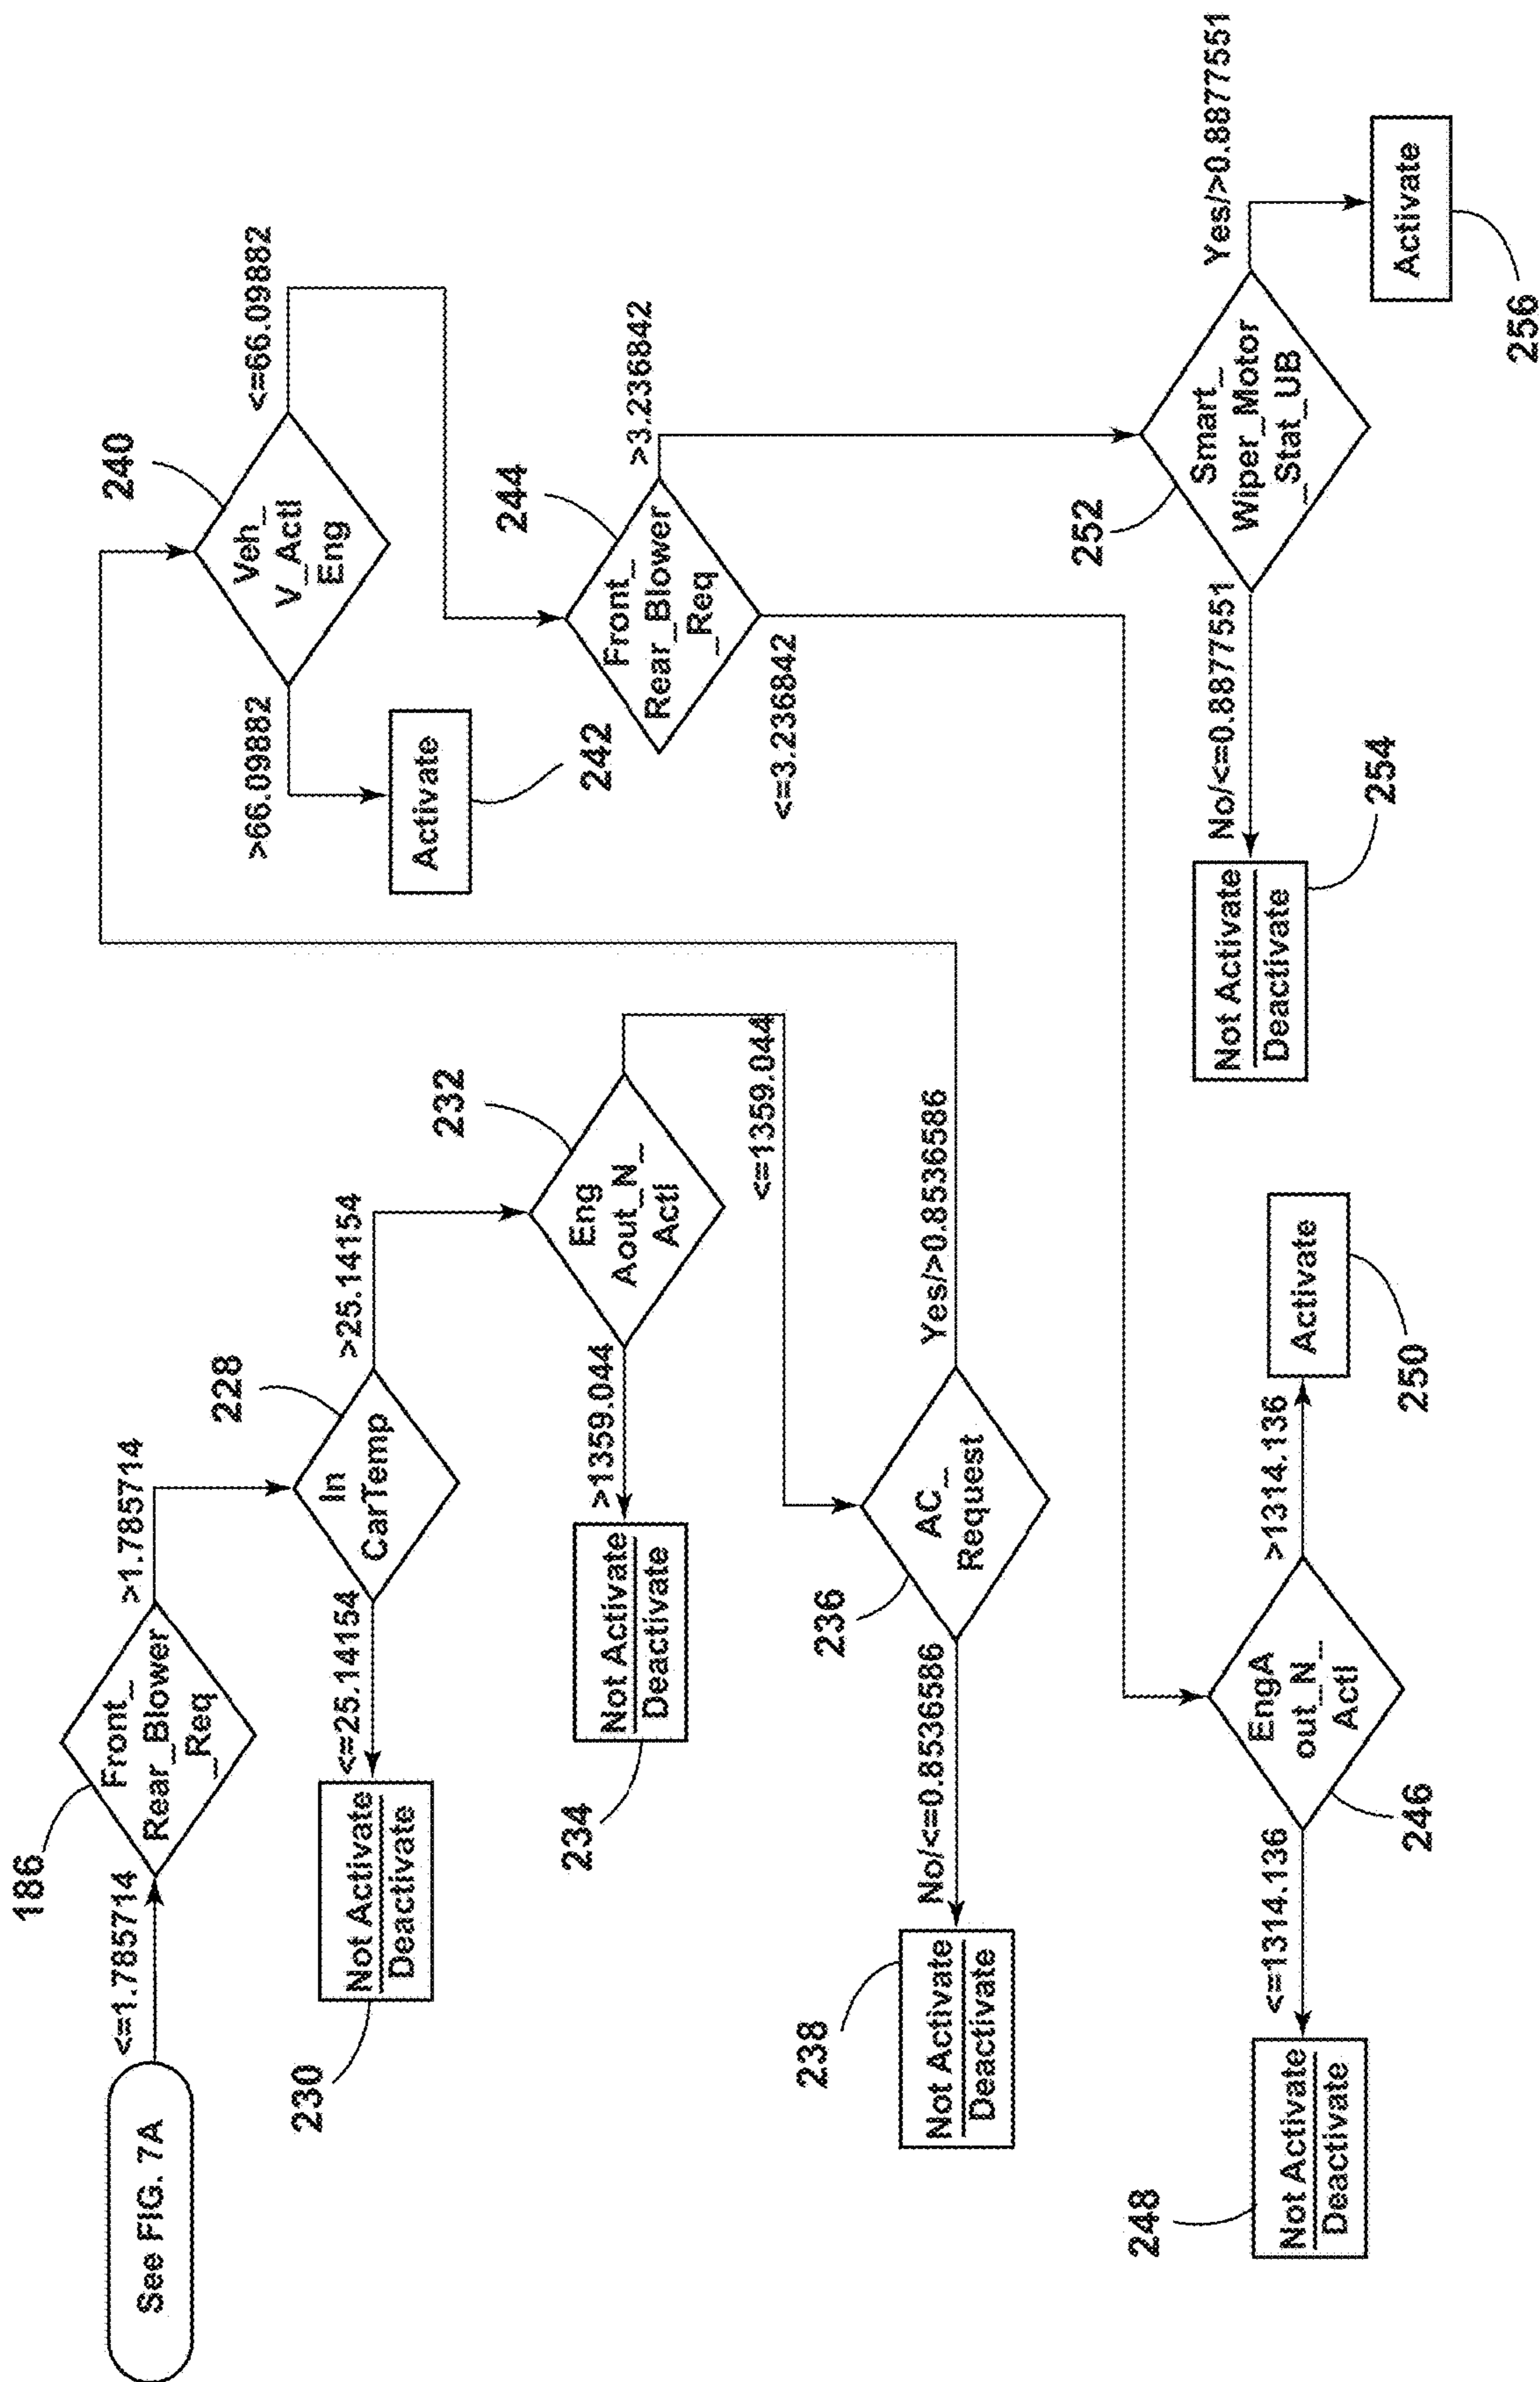 See FIG. 7A
<=1.785714
186
Front_
Rear_Blower
_Req
>1.785714
228
In
CarTemp
<=25.14154
>25.14154
Not Activate
Deactivate
230
232
Eng
Aout_N_
Actl
>1359.044
<=1359.044
Not Activate
Deactivate
234
236
AC_
Request
No/<=0.8536586
Yes/>0.8536586
Not Activate
Deactivate
238
240
Veh_
V_Actl
Eng
>66.09882
<=66.09882
Activate
242
244
Front_
Rear_Blower
_Req
<=3.236842
>3.236842
EngA
out_N_
Actl
246
<=1314.136
>1314.136
Not Activate
Deactivate
248
Activate
250
252
Smart_
Wiper_Motor
_Stat_UB
No/<=0.8877551
Yes/>0.8877551
Not Activate
Deactivate
254
Activate
256